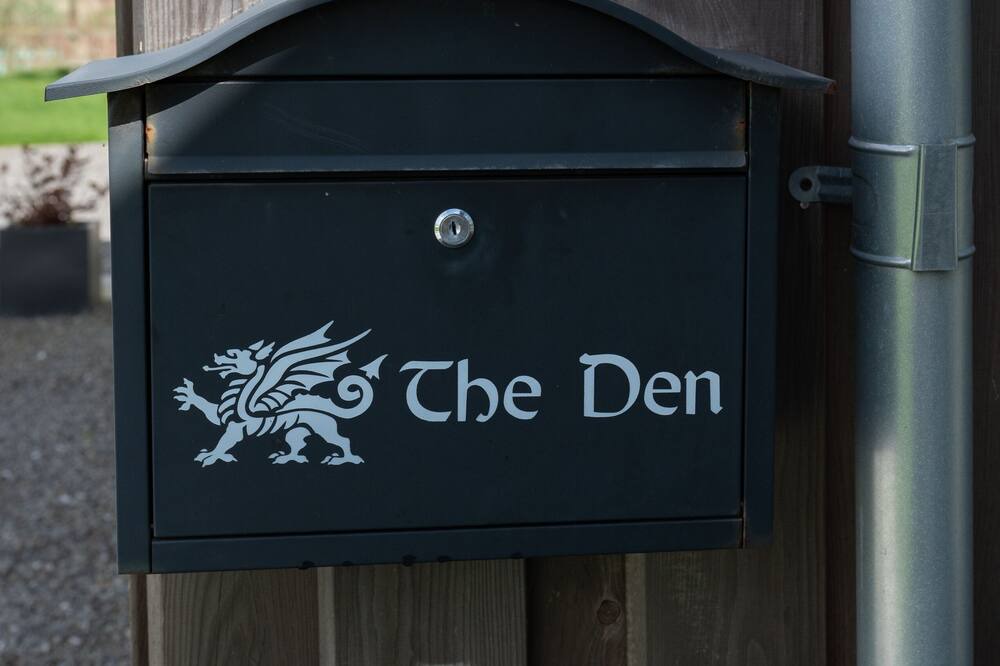 The Den